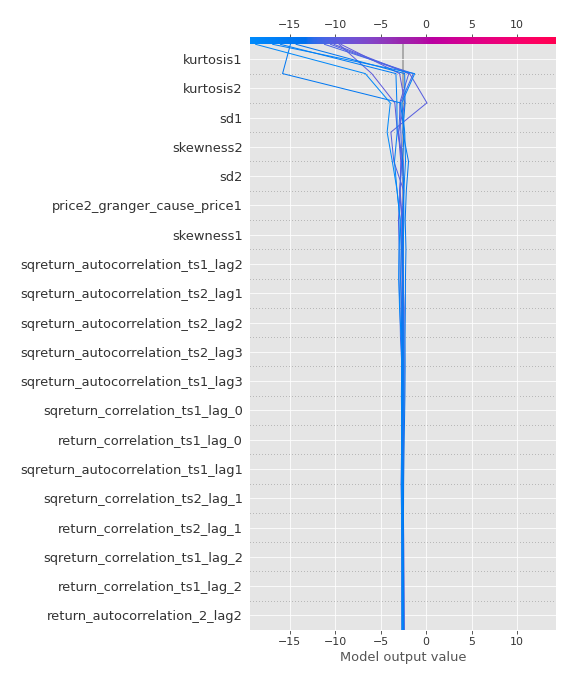 −15 −10 −5 0 5 10
kurtosis1
kurtosis2
sd1
skewness2
sd2
price2_granger_cause_price1
skewness1
sqreturn_autocorrelation_ts1_lag2
sqreturn_autocorrelation_ts2_lag1
sqreturn_autocorrelation_ts2_lag2
sqreturn_autocorrelation_ts2_lag3
sqreturn_autocorrelation_ts1_lag3
sqreturn_correlation_ts1_lag_0
return_correlation_ts1_lag_0
sqreturn_autocorrelation_ts1_lag1
sqreturn_correlation_ts2_lag_1
return_correlation_ts2_lag_1
sqreturn_correlation_ts1_lag_2
return_correlation_ts1_lag_2
return_autocorrelation_2_lag2
−15 −10 −5 0 5 10
Model output value